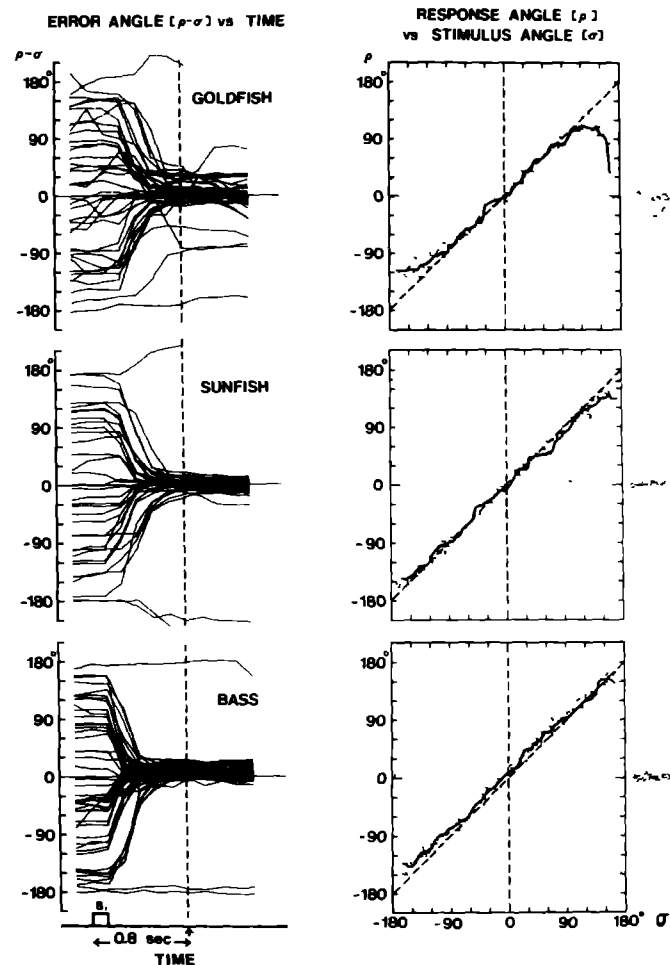 ERROR ANGLE [ρ-σ] vs TIME
RESPONSE ANGLE [ρ]
vs STIMULUS ANGLE [σ]
ρ-σ
180°
90
0
-90
-180
GOLDFISH
ρ
180°
90
0
-90
-180
180°
90
0
-90
-180
SUNFISH
180°
90
0
-90
-180
180°
90
0
-90
-180
BASS
180°
90
0
-90
-180
-180 -90 0 90 180° σ
0.8 sec
TIME